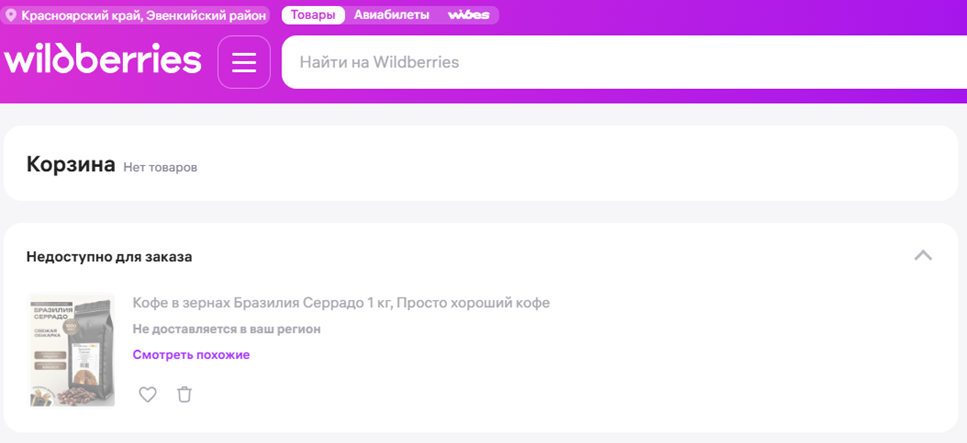 Красноярский край, Эвенкийский район
Товары
Авиабилеты
wibes
wildberries
Найти на Wildberries
Корзина Нет товаров
Недоступно для заказа
Кофе в зернах Бразилия Серрадо 1 кг, Просто хороший кофе
Не доставляется в ваш регион
Смотреть похожие
БРАЗИЛИЯ
СЕРРАДО
СВЕЖАЯ
ОБЖАРКА